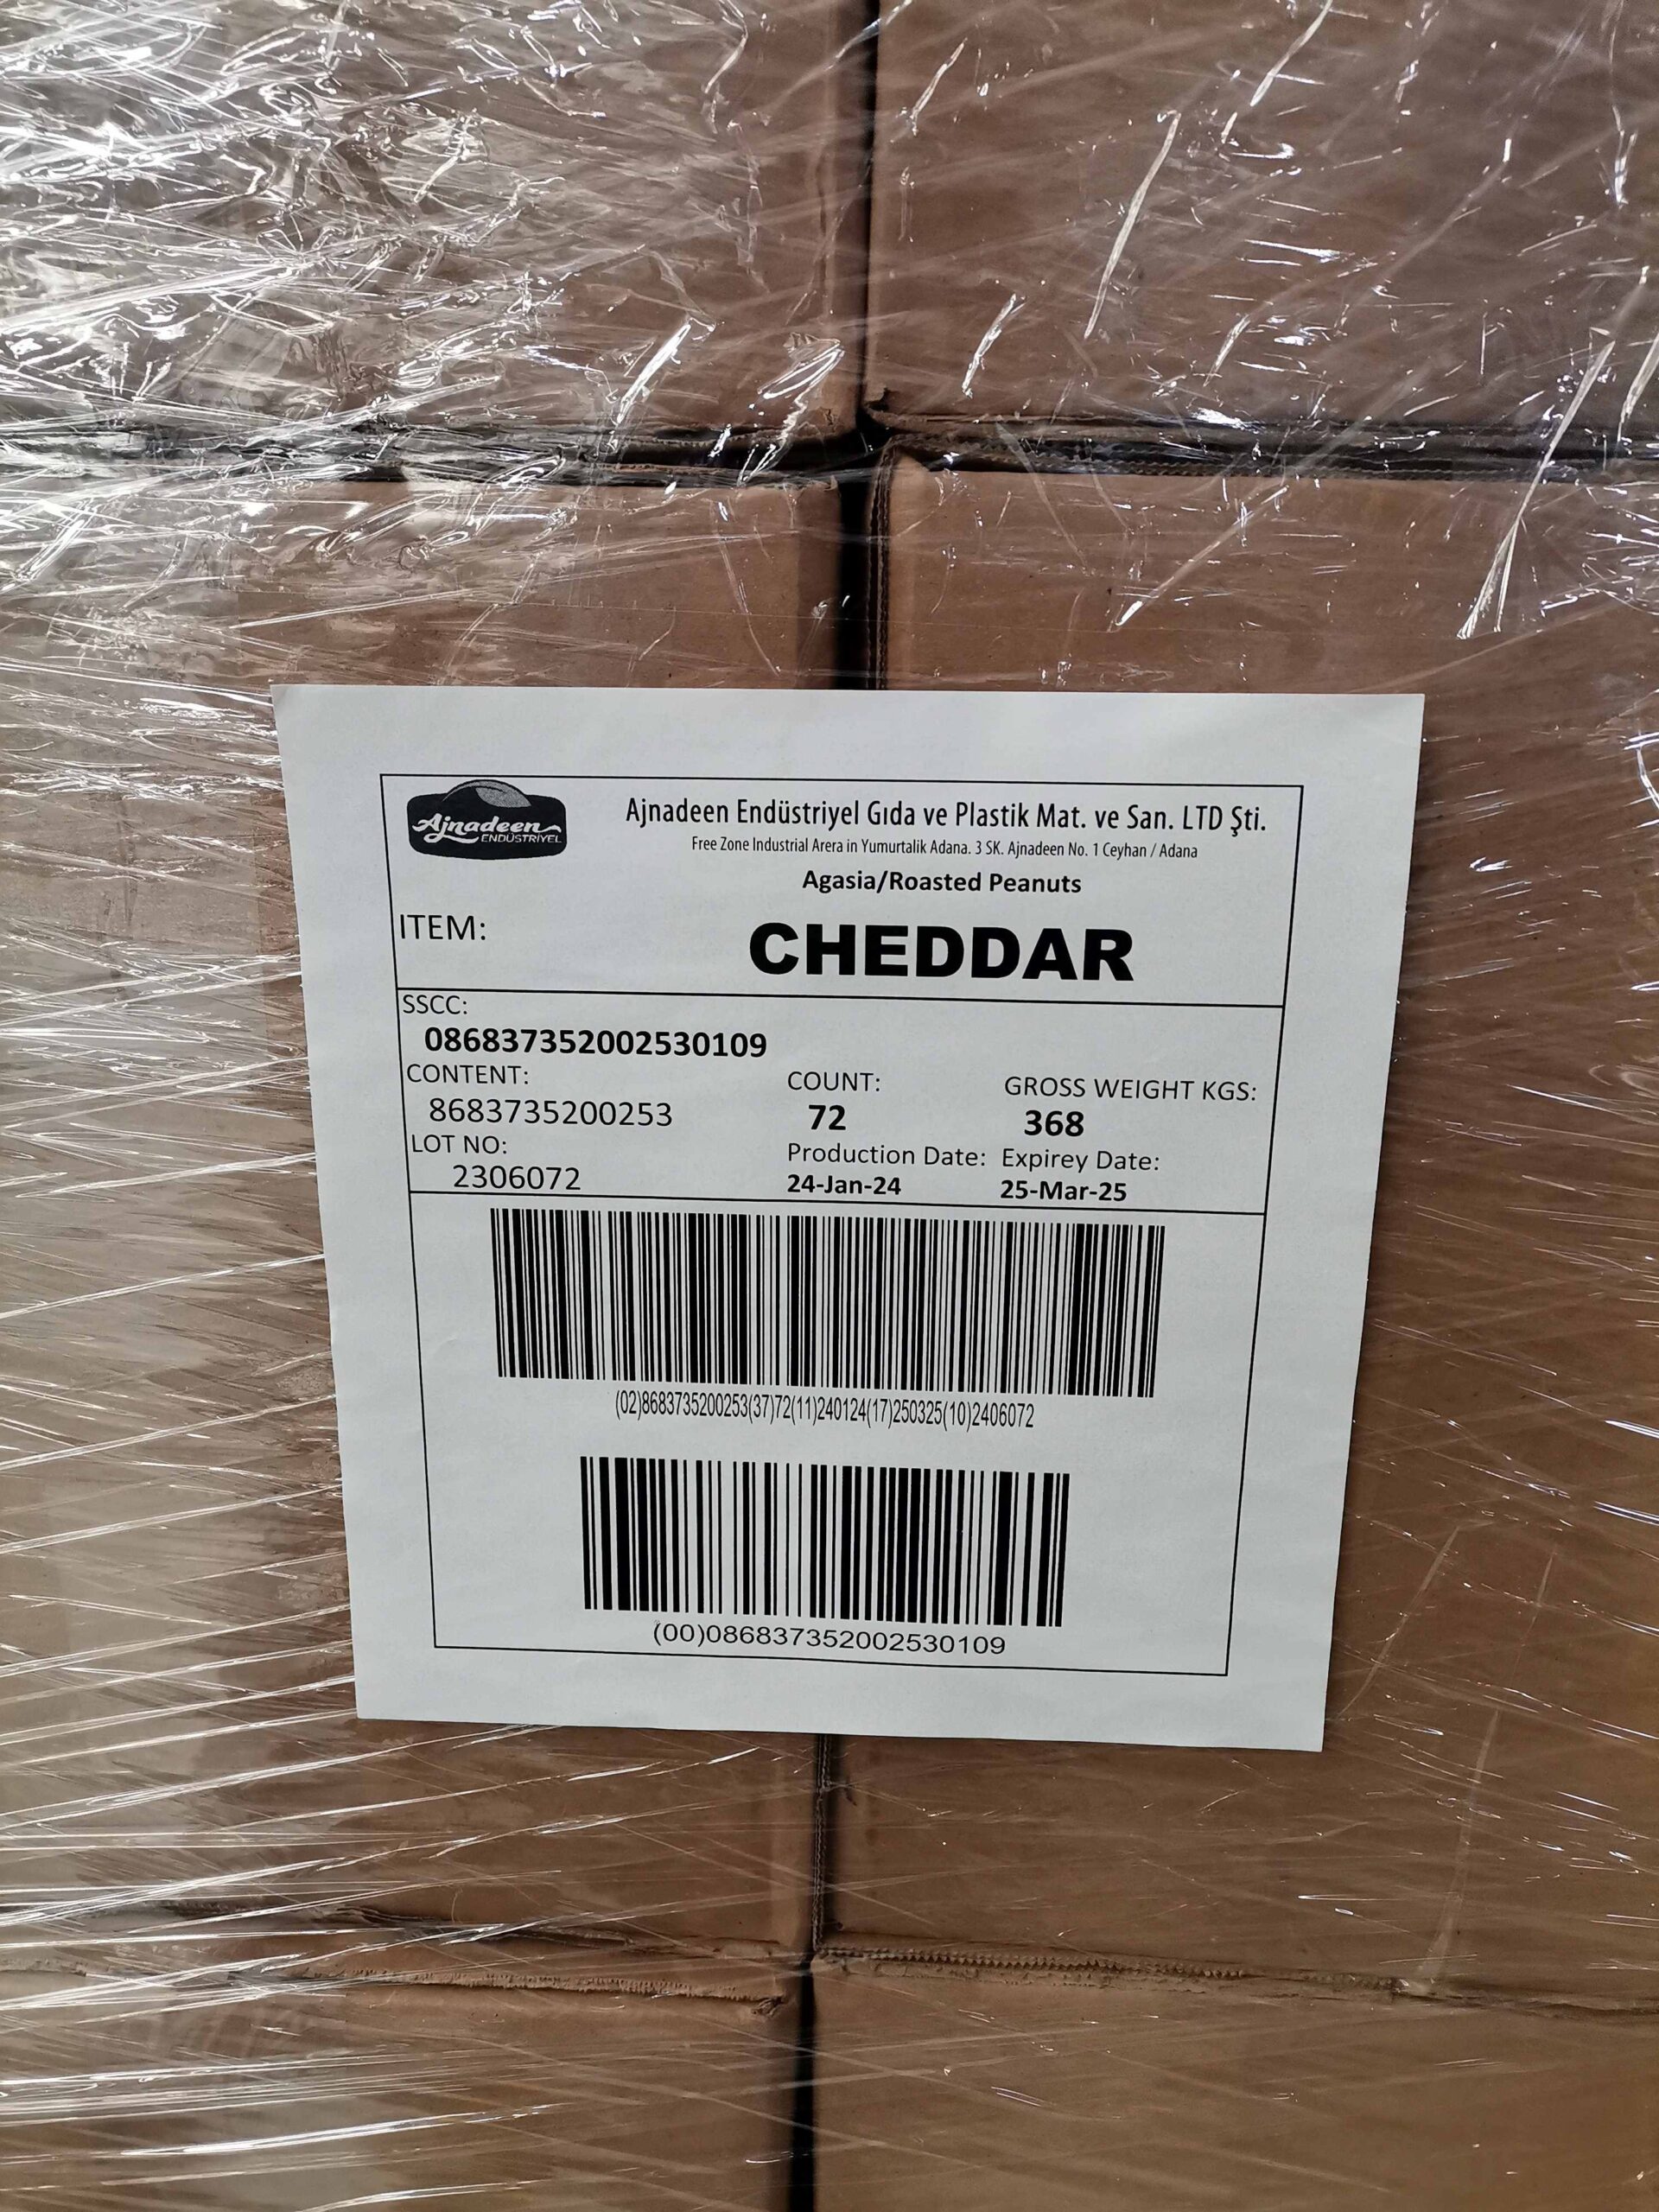 Ajnadeen
ENDÜSTRİYEL
Ajnadeen Endüstriyel Gıda ve Plastik Mat. ve San. LTD Şti.
Free Zone Industrial Arera in Yumurtalik Adana. 3 SK. Ajnadeen No. 1 Ceyhan / Adana
Agasia/Roasted Peanuts
ITEM: CHEDDAR
SSCC:
086837352002530109
CONTENT: COUNT: GROSS WEIGHT KGS:
8683735200253 72 368
LOT NO: Production Date: Expirey Date:
2306072 24-Jan-24 25-Mar-25
(02)8683735200253(37)72(11)240124(17)250325(10)2406072
(00)086837352002530109